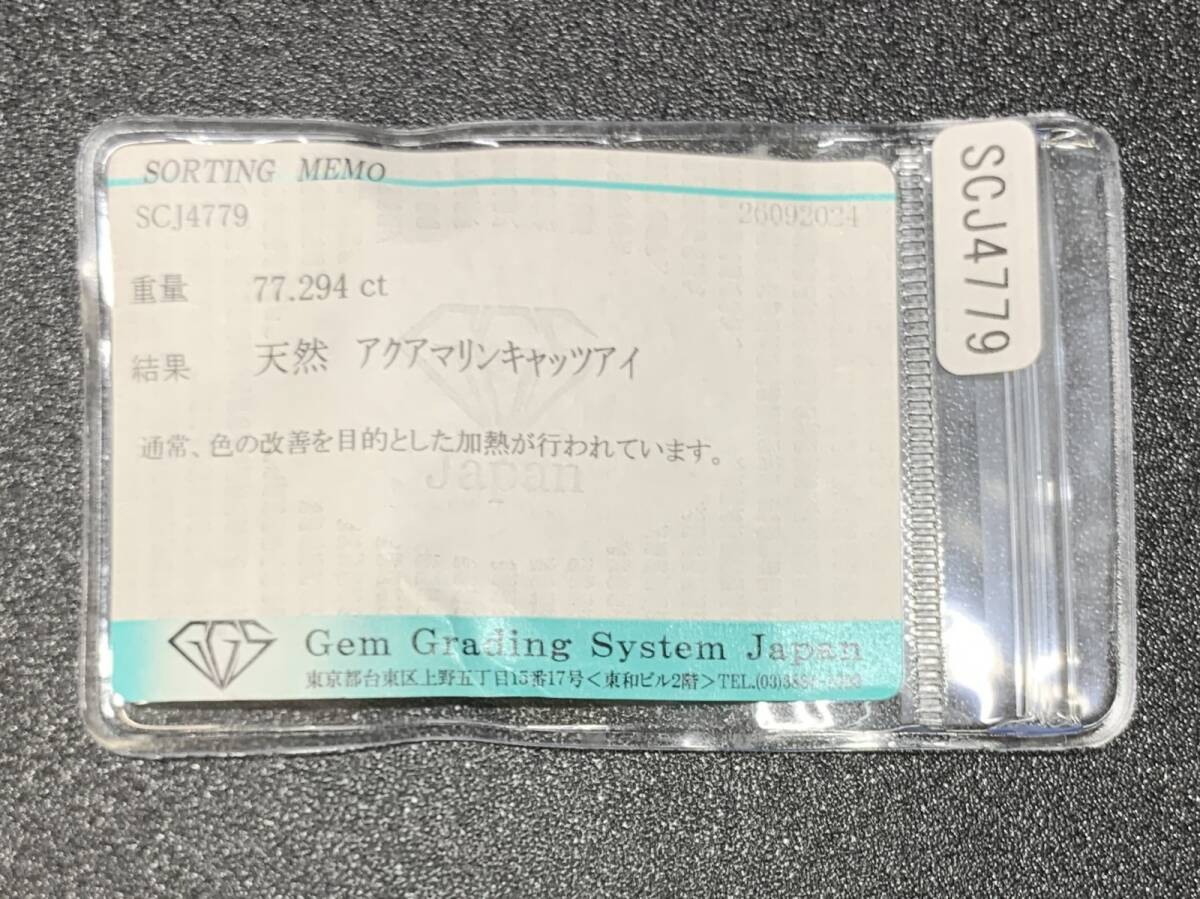 SORTING MEMO
SCJ4779 26092024
重量 77.294 ct
結果 天然 アクアマリンキャッツアイ
通常、色の改善を目的とした加熱が行われています。
Japan
GGS Gem Grading System Japan
東京都台東区上野五丁目15番17号<東和ビル2階>TEL.(03)
SCJ4779